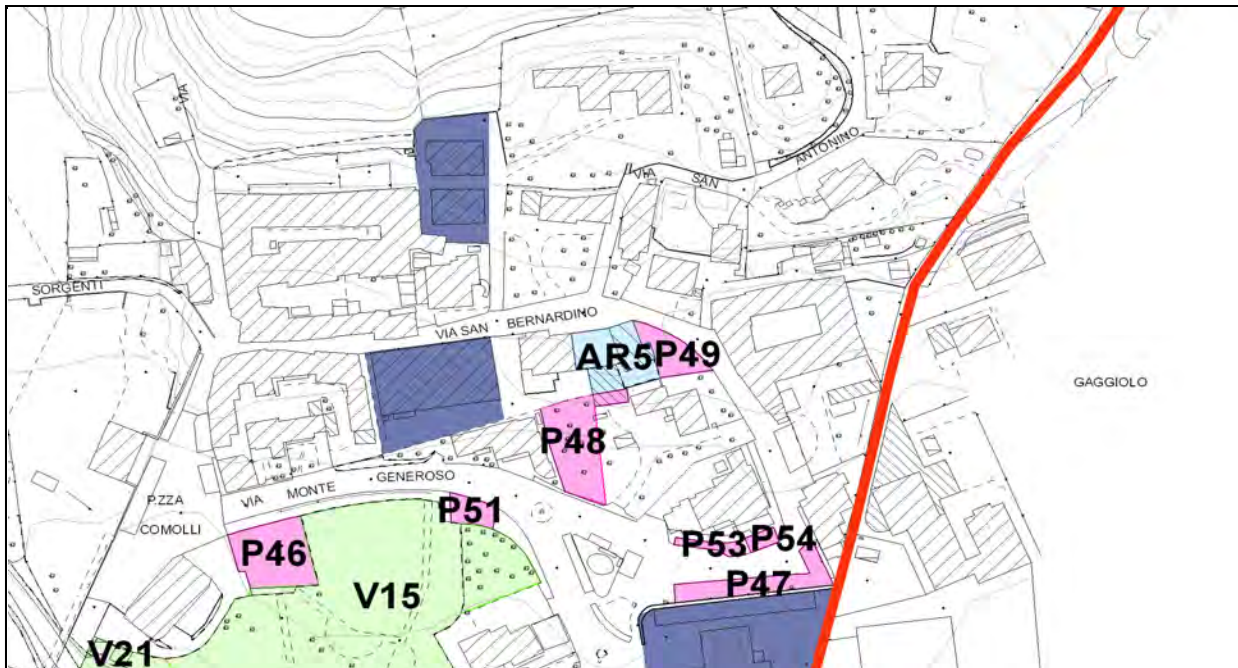 VIA
VIA SAN ANTONINO
SORGENTI
VIA SAN BERNARDINO
AR5
P49
GAGGIOLO
P48
VIA MONTE GENEROSO
P.ZZA
COMOLLI
P51
P46
P53
P54
P47
V15
V21